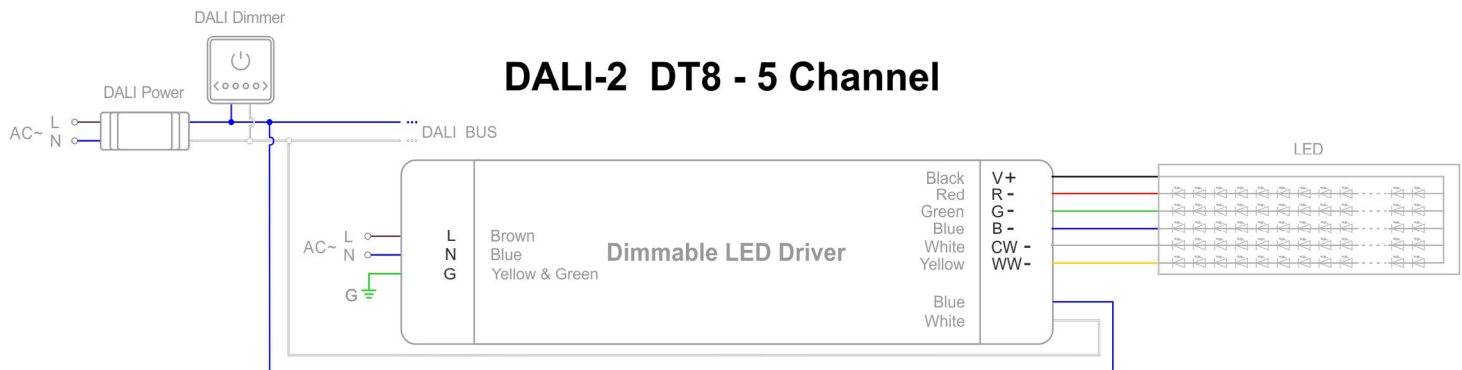 DALI Dimmer
DALI-2 DT8 - 5 Channel
DALI Power
AC~ L
N
DALI BUS
LED
Black V+
Red R-
Green G-
Blue B-
White CW-
Yellow WW-
AC~ L L Brown
N N Blue
G G Yellow & Green
Dimmable LED Driver
Blue
White